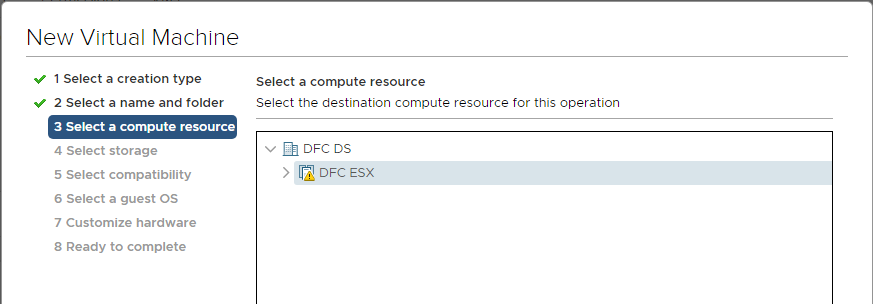 New Virtual Machine
1 Select a creation type
2 Select a name and folder
3 Select a compute resource
4 Select storage
5 Select compatibility
6 Select a guest OS
7 Customize hardware
8 Ready to complete
Select a compute resource
Select the destination compute resource for this operation
DFC DS
DFC ESX